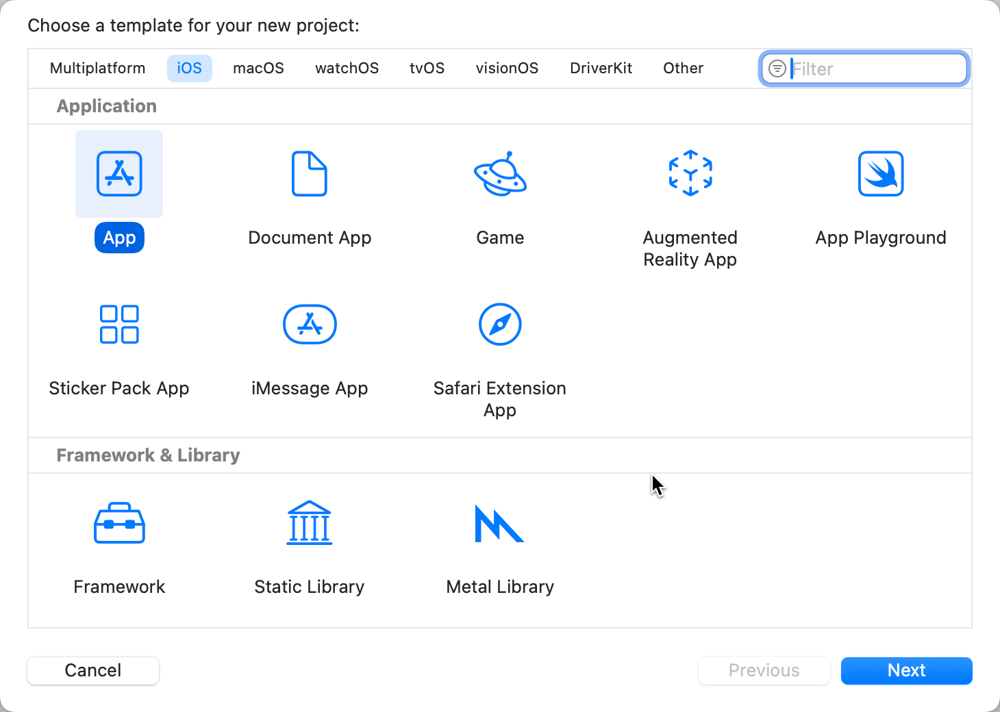 Choose a template for your new project:
Multiplatform iOS macOS watchOS tvOS visionOS DriverKit Other Filter
Application
App Document App Game Augmented Reality App App Playground
Sticker Pack App iMessage App Safari Extension App
Framework & Library
Framework Static Library Metal Library
Cancel Previous Next